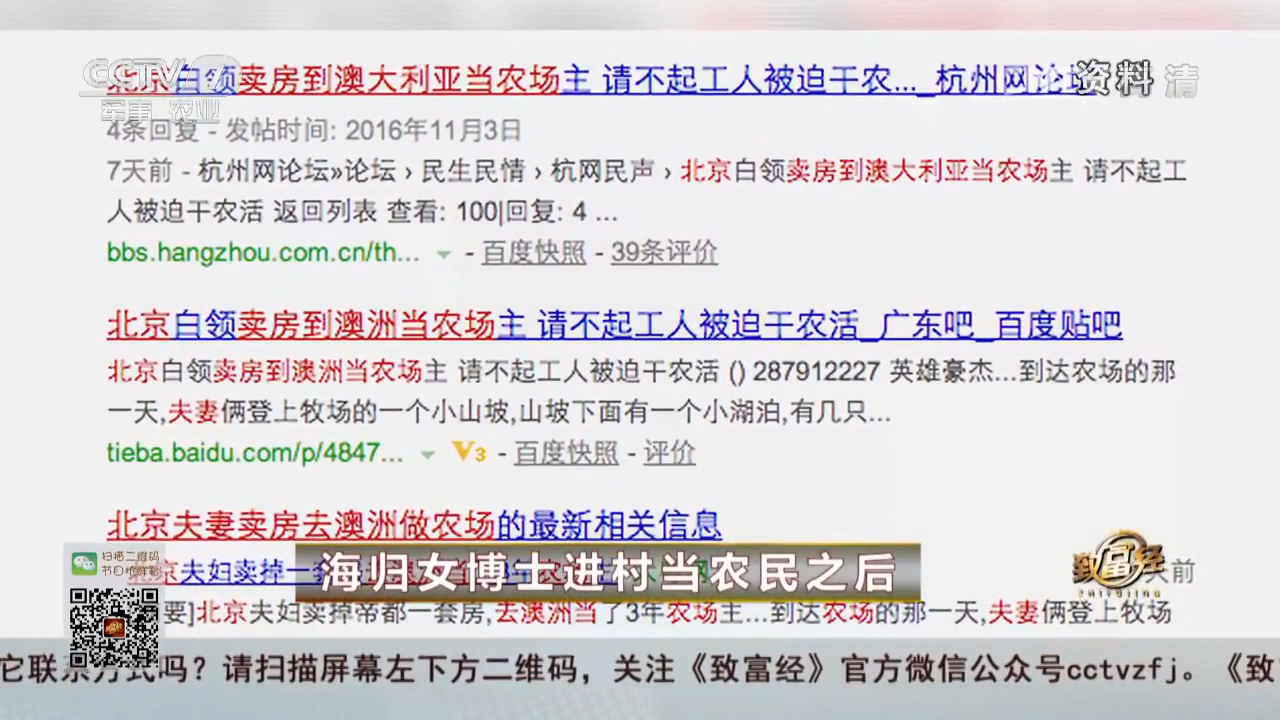 CCTV 7
军事 农业
资料 清
北京白领卖房到澳大利亚当农场主 请不起工人被迫干农..._杭州网论坛
4条回复 - 发帖时间: 2016年11月3日
7天前 - 杭州网论坛»论坛 › 民生民情 › 杭网民声 › 北京白领卖房到澳大利亚当农场主 请不起工
人被迫干农活 返回列表 查看: 100|回复: 4 ...
bbs.hangzhou.com.cn/th... - 百度快照 - 39条评价
北京白领卖房到澳洲当农场主 请不起工人被迫干农活_广东吧_百度贴吧
北京白领卖房到澳洲当农场主 请不起工人被迫干农活 () 287912227 英雄豪杰...到达农场的那
一天,夫妻俩登上牧场的一个小山坡,山坡下面有一个小湖泊,有几只...
tieba.baidu.com/p/4847... V3 - 百度快照 - 评价
北京夫妻卖房去澳洲做农场的最新相关信息
扫描二维码
节目抢鲜看
北京夫妇卖掉一套
海归女博士进村当农民之后
致富经
ZHIFUJING
天前
要]北京夫妇卖掉帝都一套房,去澳洲当了3年农场主...到达农场的那一天,夫妻俩登上牧场
它联系方式吗？请扫描屏幕左下方二维码，关注《致富经》官方微信公众号cctvzfj。《致